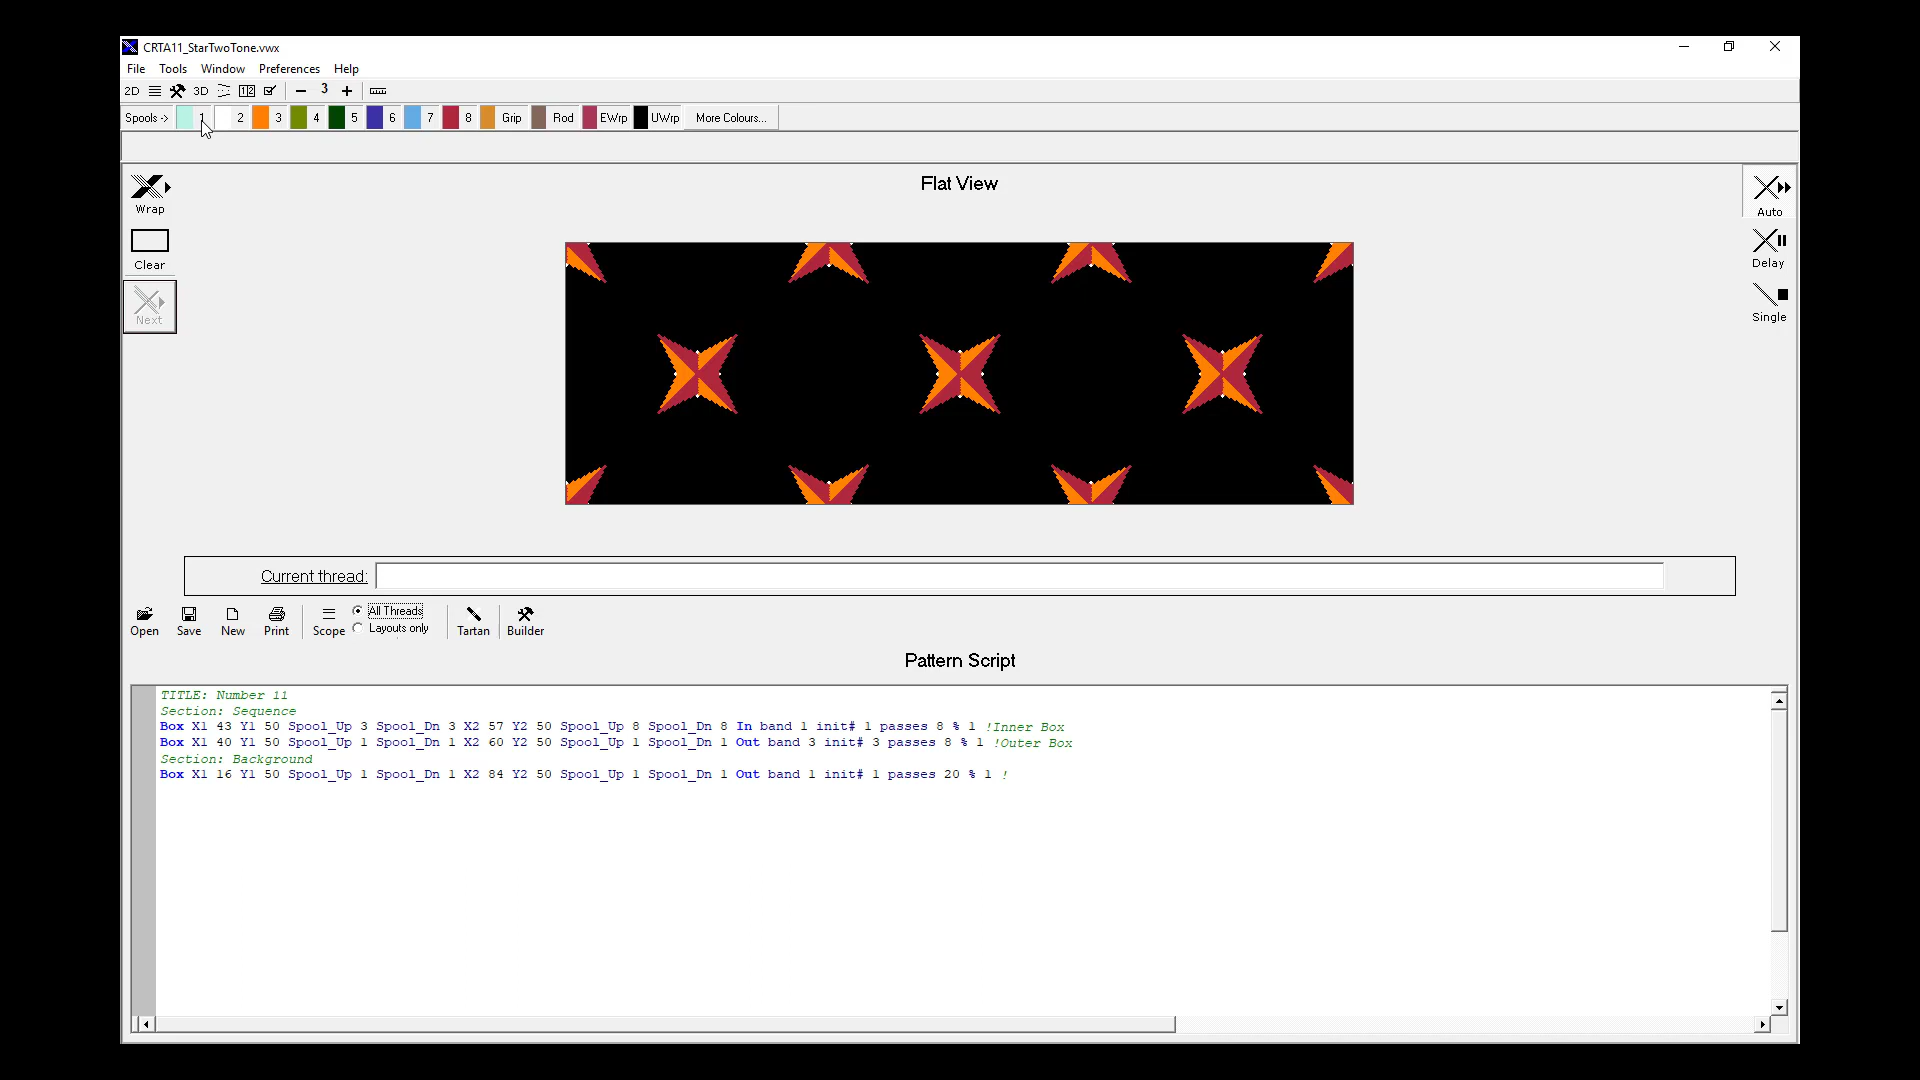 CRTA11_StarTwoTone.vwx
File Tools Window Preferences Help
2D 3D 1 2 3
Spools -> 1 2 3 4 5 6 7 8 Grip Rod EWrp UWrp More Colours...
Wrap
Clear
Next
Flat View
Auto
Delay
Single
Current thread:
Open Save New Print Scope All Threads Layouts only Tartan Builder
Pattern Script
TITLE: Number 11
Section: Sequence
Box X1 43 Y1 50 Spool_Up 3 Spool_Dn 3 X2 57 Y2 50 Spool_Up 8 Spool_Dn 8 In band 1 init# 1 passes 8 % 1 !Inner Box
Box X1 40 Y1 50 Spool_Up 1 Spool_Dn 1 X2 60 Y2 50 Spool_Up 1 Spool_Dn 1 Out band 3 init# 3 passes 8 % 1 !Outer Box
Section: Background
Box X1 16 Y1 50 Spool_Up 1 Spool_Dn 1 X2 84 Y2 50 Spool_Up 1 Spool_Dn 1 Out band 1 init# 1 passes 20 % 1 !